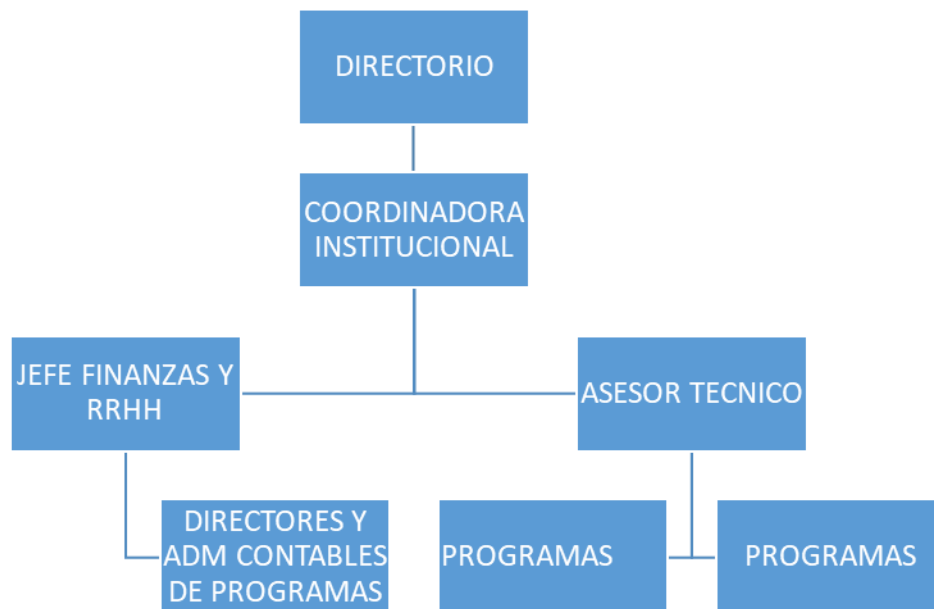 DIRECTORIO
COORDINADORA
INSTITUCIONAL
JEFE FINANZAS Y
RRHH
ASESOR TECNICO
DIRECTORES Y
ADM CONTABLES
DE PROGRAMAS
PROGRAMAS
PROGRAMAS